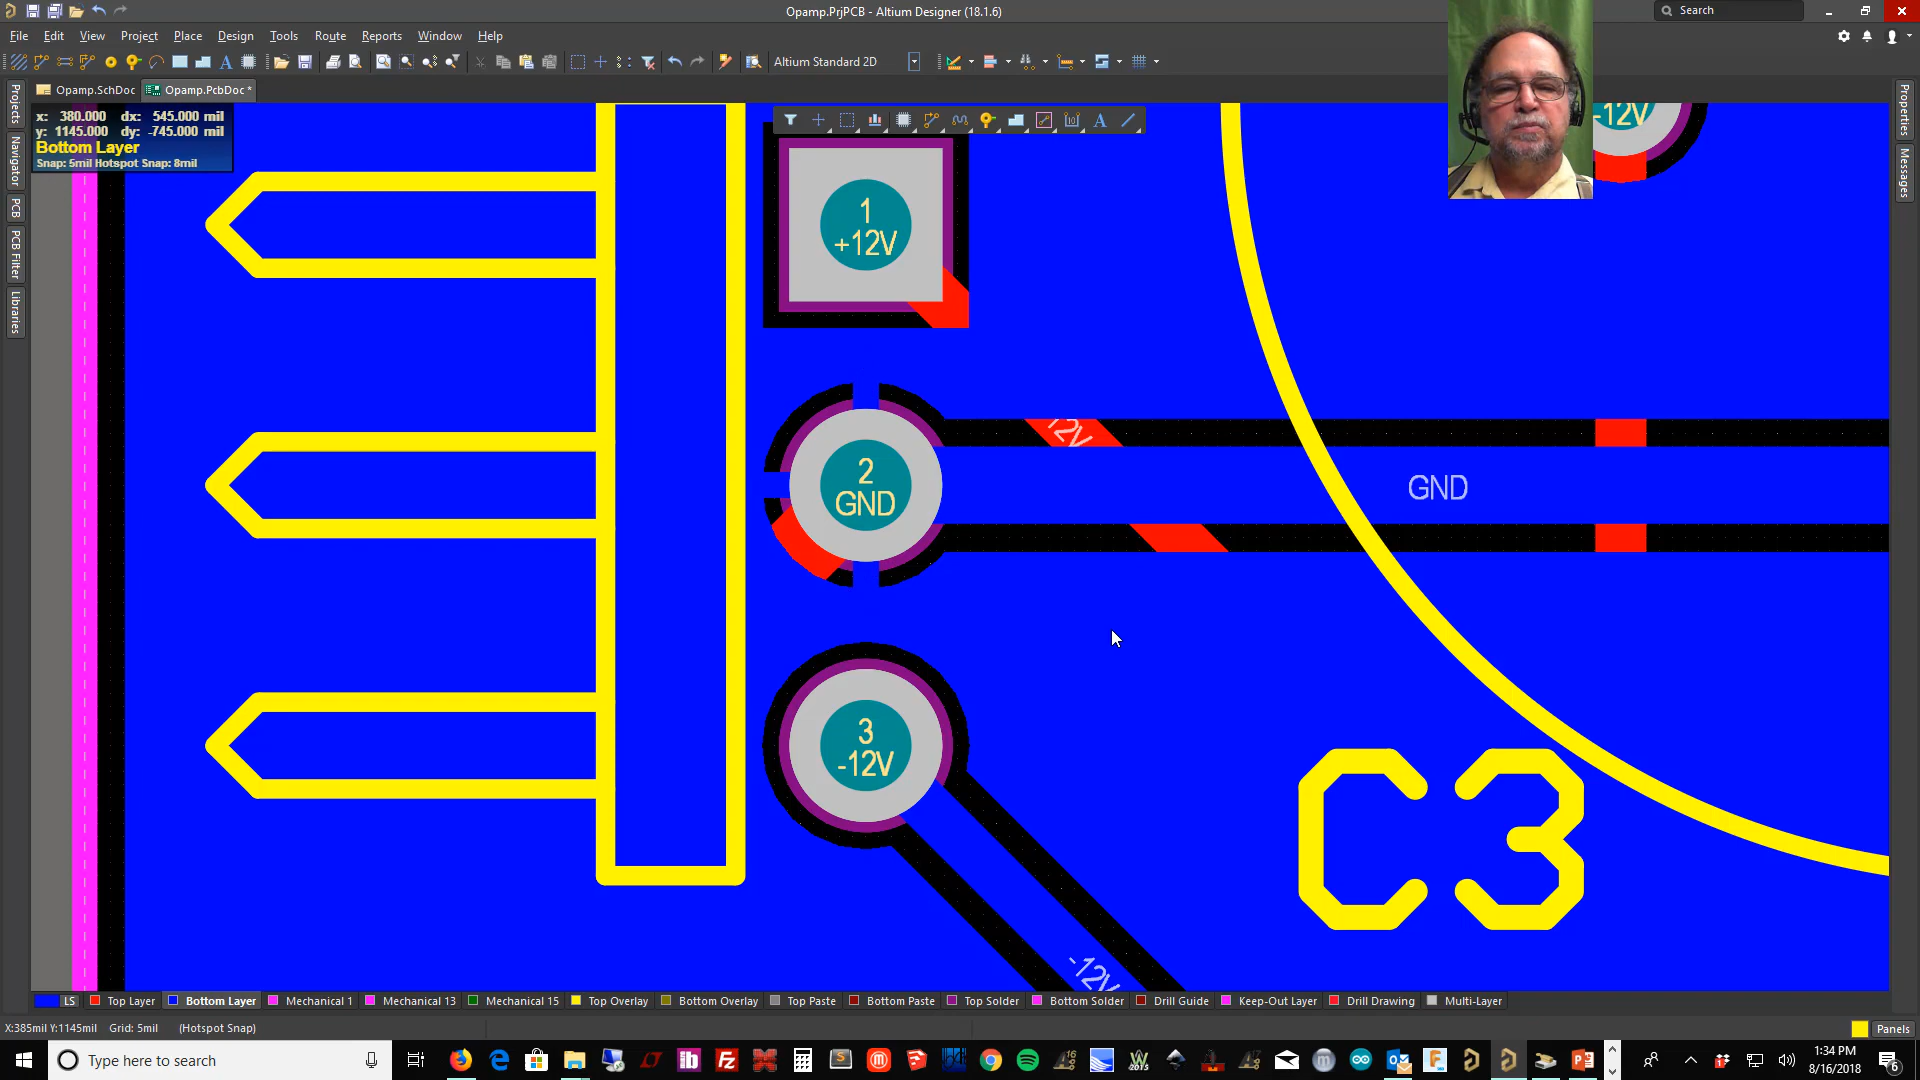 Opamp.PrjPCB - Altium Designer (18.1.6)
Search
File Edit View Project Place Design Tools Route Reports Window Help
Altium Standard 2D
Opamp.SchDoc
Opamp.PcbDoc *
Projects
Navigator
PCB
PCB Filter
Libraries
Properties
Messages
x: 380.000 dx: 545.000 mil
y: 1145.000 dy: -745.000 mil
Bottom Layer
Snap: 5mil Hotspot Snap: 8mil
-12V
1
+12V
12V
2
GND
GND
3
-12V
C3
-12V
LS Top Layer Bottom Layer Mechanical 1 Mechanical 13 Mechanical 15 Top Overlay Bottom Overlay Top Paste Bottom Paste Top Solder Bottom Solder Drill Guide Keep-Out Layer Drill Drawing Multi-Layer
X:385mil Y:1145mil Grid: 5mil (Hotspot Snap)
Panels
Type here to search
1:34 PM
8/16/2018
6